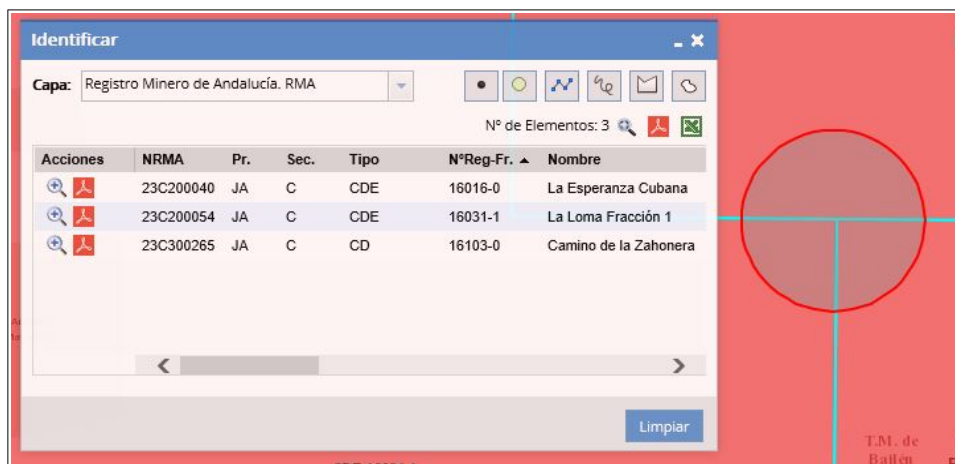 Identificar
Capa: Registro Minero de Andalucía. RMA
Nº de Elementos: 3
Acciones NRMA Pr. Sec. Tipo NºReg-Fr. Nombre
23C200040 JA C CDE 16016-0 La Esperanza Cubana
23C200054 JA C CDE 16031-1 La Loma Fracción 1
23C300265 JA C CD 16103-0 Camino de la Zahonera
Limpiar
T.M. de
Bailén